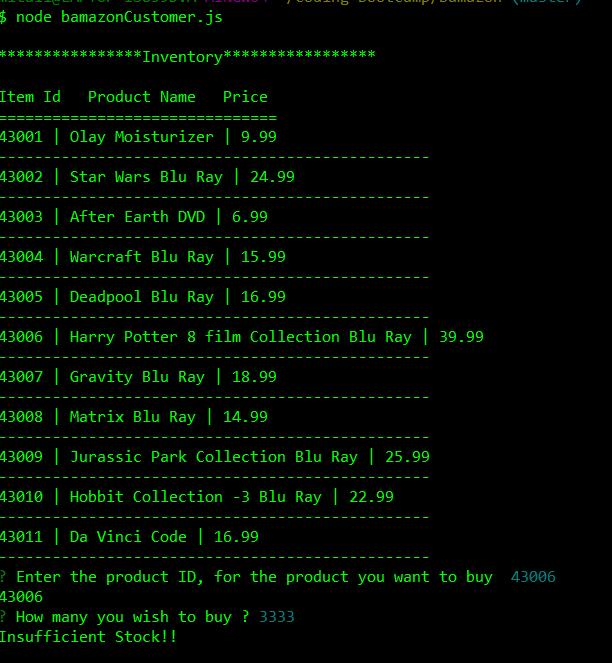 $ node bamazonCustomer.js
****************Inventory*****************
Item Id   Product Name   Price
===============================
43001 | Olay Moisturizer | 9.99
------------------------------------------------
43002 | Star Wars Blu Ray | 24.99
------------------------------------------------
43003 | After Earth DVD | 6.99
------------------------------------------------
43004 | Warcraft Blu Ray | 15.99
------------------------------------------------
43005 | Deadpool Blu Ray | 16.99
------------------------------------------------
43006 | Harry Potter 8 film Collection Blu Ray | 39.99
------------------------------------------------
43007 | Gravity Blu Ray | 18.99
------------------------------------------------
43008 | Matrix Blu Ray | 14.99
------------------------------------------------
43009 | Jurassic Park Collection Blu Ray | 25.99
------------------------------------------------
43010 | Hobbit Collection -3 Blu Ray | 22.99
------------------------------------------------
43011 | Da Vinci Code | 16.99
------------------------------------------------
? Enter the product ID, for the product you want to buy  43006
43006
? How many you wish to buy ? 3333
Insufficient Stock!!